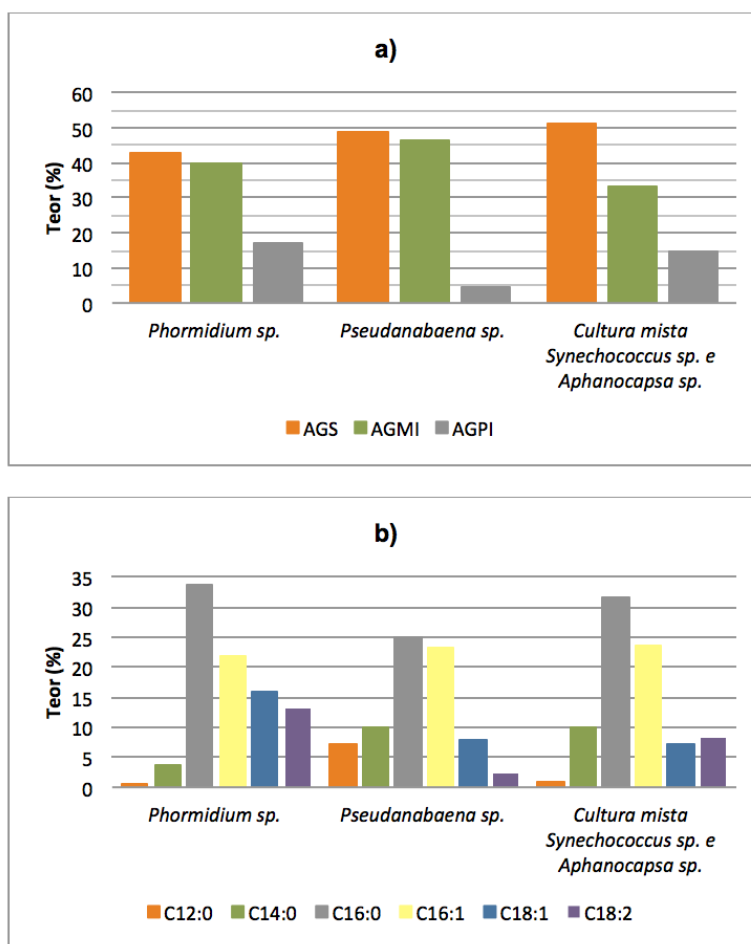 a)
60
50
40
30
20
10
0
Teor (%)
Phormidium sp. Pseudanabaena sp. Cultura mista
Synechococcus sp. e
Aphanocapsa sp.
AGS AGMI AGPI
b)
35
30
25
20
15
10
5
0
Teor (%)
Phormidium sp. Pseudanabaena sp. Cultura mista
Synechococcus sp. e
Aphanocapsa sp.
C12:0 C14:0 C16:0 C16:1 C18:1 C18:2